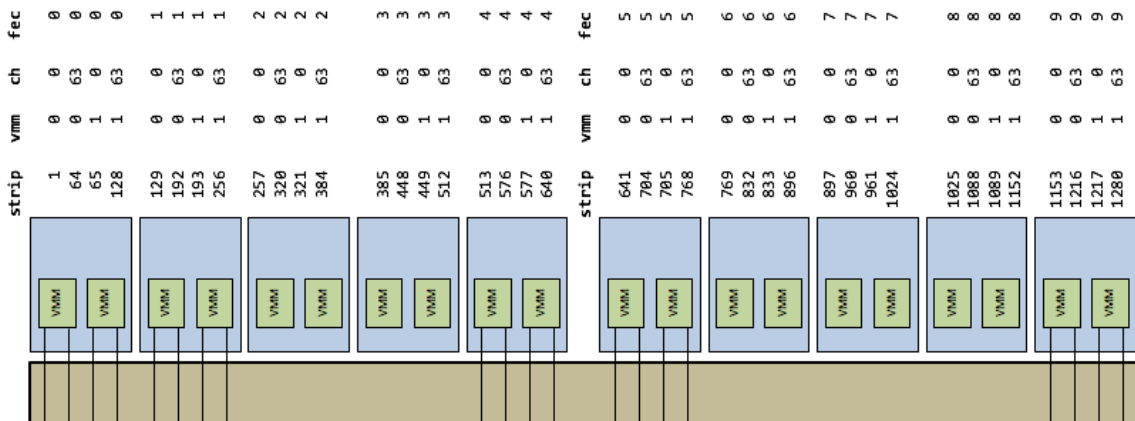 strip vmm ch fec
VMM 1 0 0 0
64 0 63 0
VMM 65 1 0 0
128 1 63 0
VMM 129 0 0 1
192 0 63 1
VMM 193 1 0 1
256 1 63 1
VMM 257 0 0 2
320 0 63 2
VMM 321 1 0 2
384 1 63 2
VMM 385 0 0 3
448 0 63 3
VMM 449 1 0 3
512 1 63 3
VMM 513 0 0 4
576 0 63 4
VMM 577 1 0 4
640 1 63 4
strip vmm ch fec
VMM 641 0 0 5
704 0 63 5
VMM 705 1 0 5
768 1 63 5
VMM 769 0 0 6
832 0 63 6
VMM 833 1 0 6
896 1 63 6
VMM 897 0 0 7
960 0 63 7
VMM 961 1 0 7
1024 1 63 7
VMM 1025 0 0 8
1088 0 63 8
VMM 1089 1 0 8
1152 1 63 8
VMM 1153 0 0 9
1216 0 63 9
VMM 1217 1 0 9
1280 1 63 9